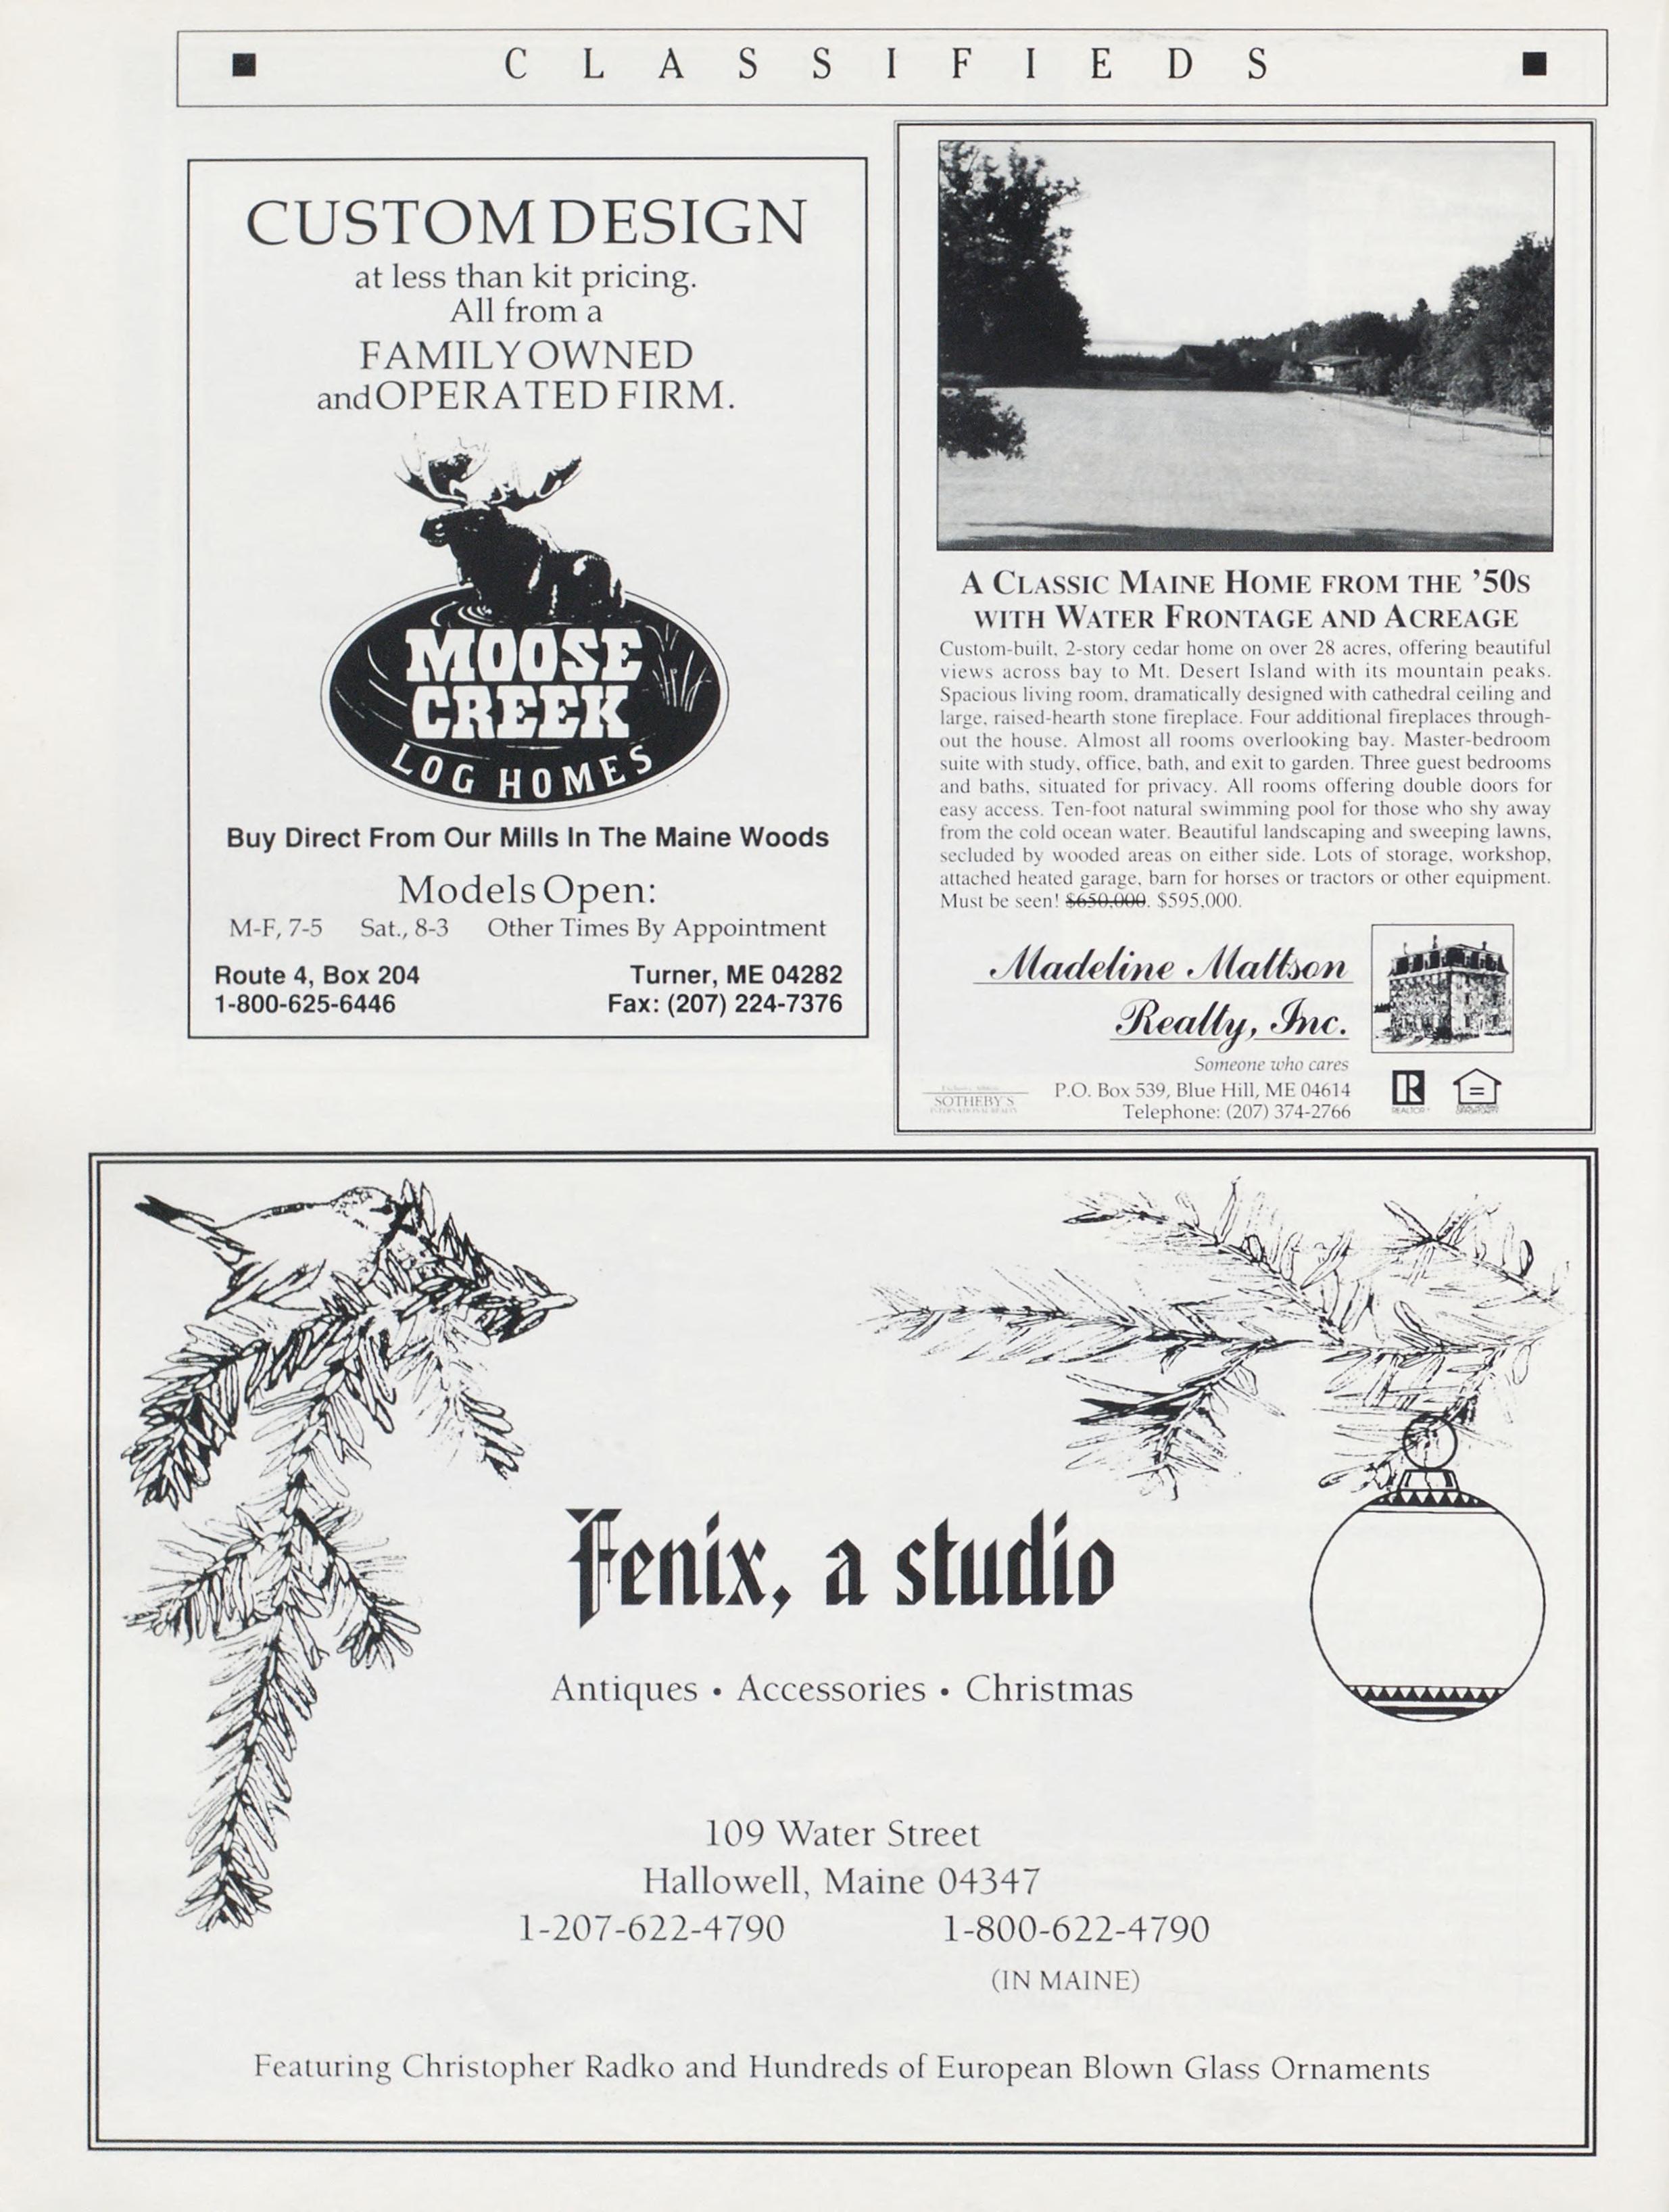 CLASSIFIEDS
CUSTOM DESIGN
at less than kit pricing.
All from a
FAMILY OWNED
and OPERATED FIRM.
MOOSE
CREEK
LOG HOMES
Buy Direct From Our Mills In The Maine Woods
Models Open:
M-F, 7-5 Sat., 8-3 Other Times By Appointment
Route 4, Box 204 Turner, ME 04282
1-800-625-6446 Fax: (207) 224-7376
A CLASSIC MAINE HOME FROM THE '50S
WITH WATER FRONTAGE AND ACREAGE
Custom-built, 2-story cedar home on over 28 acres, offering beautiful
views across bay to Mt. Desert Island with its mountain peaks.
Spacious living room, dramatically designed with cathedral ceiling and
large, raised-hearth stone fireplace. Four additional fireplaces through-
out the house. Almost all rooms overlooking bay. Master-bedroom
suite with study, office, bath, and exit to garden. Three guest bedrooms
and baths, situated for privacy. All rooms offering double doors for
easy access. Ten-foot natural swimming pool for those who shy away
from the cold ocean water. Beautiful landscaping and sweeping lawns,
secluded by wooded areas on either side. Lots of storage, workshop,
attached heated garage, barn for horses or tractors or other equipment.
Must be seen! $650,000. $595,000.
Madeline Mattson
Realty, Inc.
Someone who cares
P.O. Box 539, Blue Hill, ME 04614
Telephone: (207) 374-2766
SOTHEBY'S
INTERNATIONAL REALTY
R
REALTOR
Fenix, a studio
Antiques • Accessories • Christmas
109 Water Street
Hallowell, Maine 04347
1-207-622-4790 1-800-622-4790
(IN MAINE)
Featuring Christopher Radko and Hundreds of European Blown Glass Ornaments